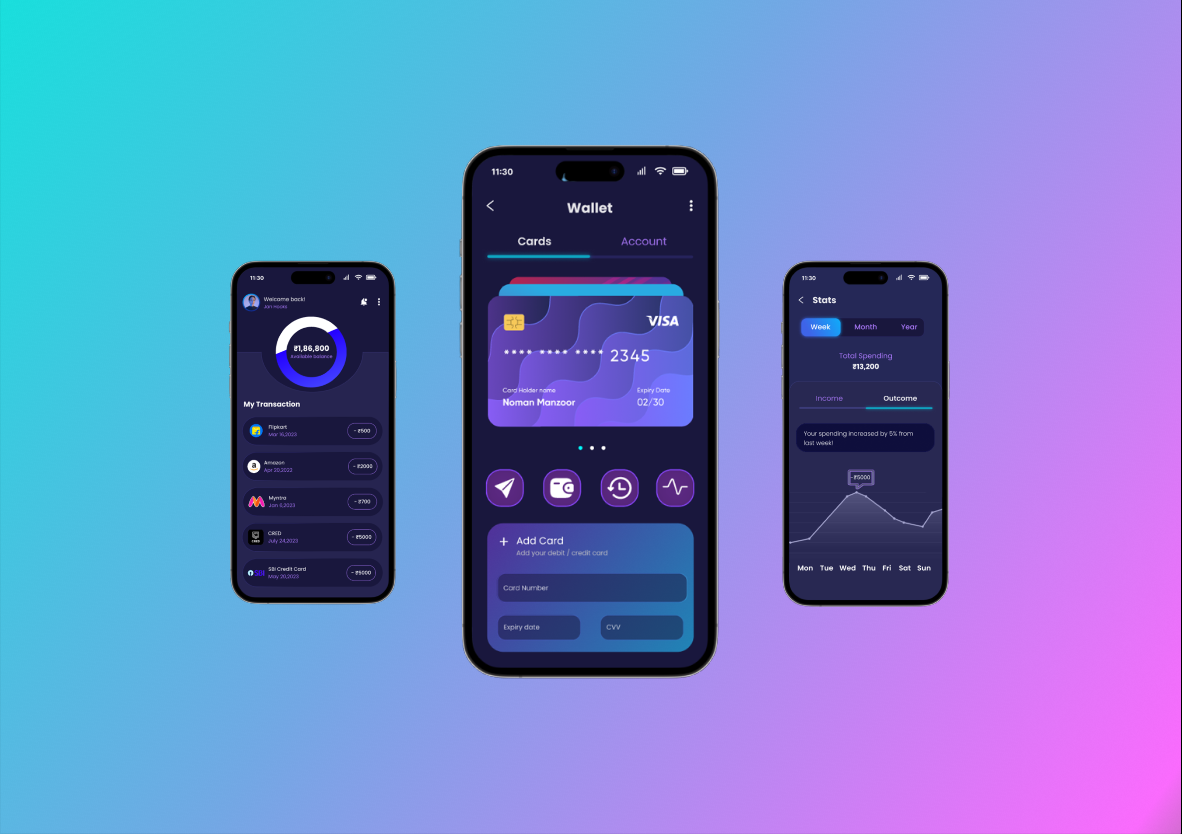 11:30
Welcome back!
₹1,86,800
Available balance
My Transaction
Flipkart
Mar 16,2023
- ₹500
a
Amazon
Apr 20,2023
- ₹2000
Myntra
Jan 5,2023
- ₹700
CRED
CRED
July 24,2023
- ₹5000
SBI Credit Card
May 20,2023
- ₹5000
11:30
Wallet
Cards Account
VISA
**** **** **** 2345
Card Holder name Expiry Date
Noman Manzoor 02/30
+ Add Card
Add your debit / credit card
Card Number
Expiry date CVV
11:30
Stats
Week Month Year
Total Spending
₹13,200
Income Outcome
Your spending increased by 5% from
last week!
-₹5000
Mon Tue Wed Thu Fri Sat Sun